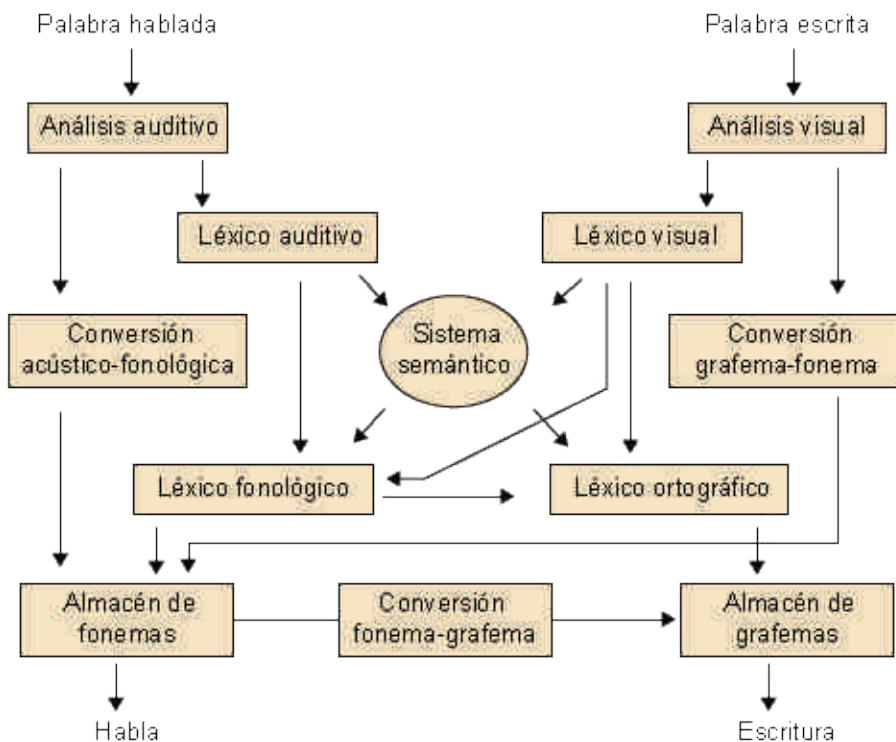 Palabra hablada
Palabra escrita
Análisis auditivo
Análisis visual
Léxico auditivo
Léxico visual
Conversión
acústico-fonológica
Sistema
semántico
Conversión
grafema-fonema
Léxico fonológico
Léxico ortográfico
Almacén de
fonemas
Conversión
fonema-grafema
Almacén de
grafemas
Habla
Escritura